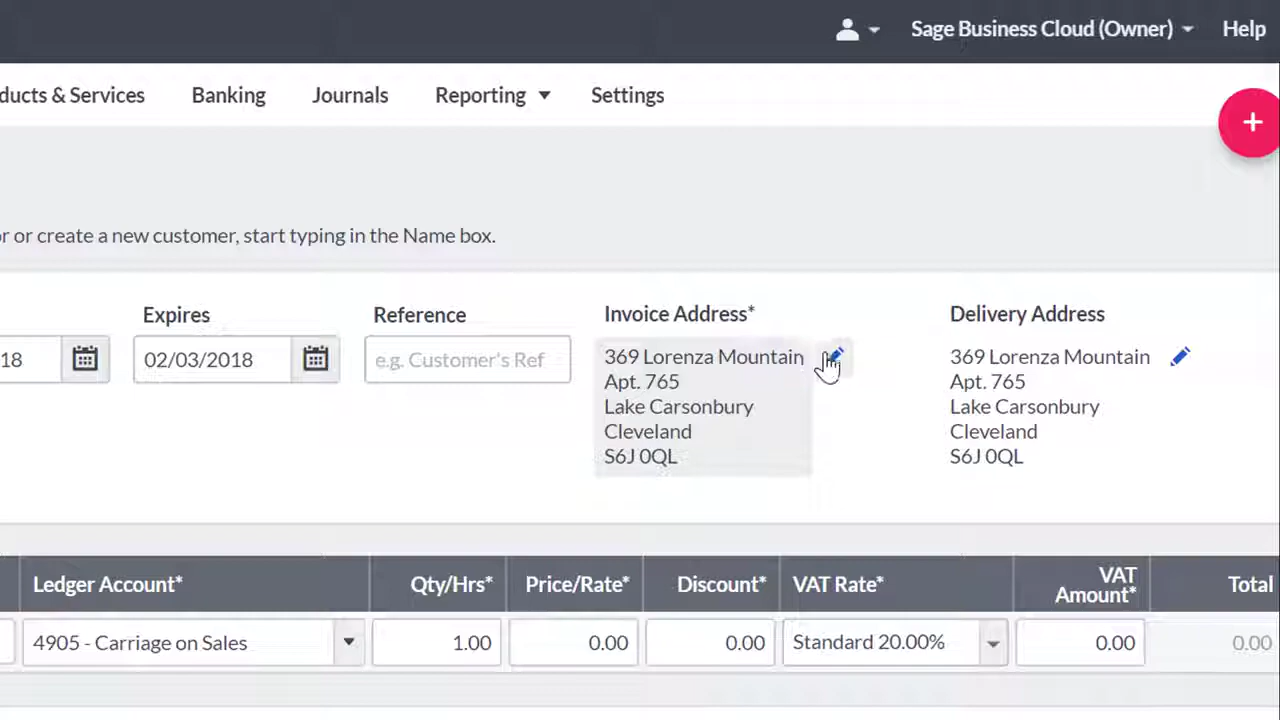 Sage Business Cloud (Owner) Help
ducts & Services Banking Journals Reporting Settings
+
r or create a new customer, start typing in the Name box.
Expires Reference Invoice Address* Delivery Address
18 02/03/2018 e.g. Customer's Ref
369 Lorenza Mountain
Apt. 765
Lake Carsonbury
Cleveland
S6J 0QL
369 Lorenza Mountain
Apt. 765
Lake Carsonbury
Cleveland
S6J 0QL
Ledger Account* Qty/Hrs* Price/Rate* Discount* VAT Rate* VAT Amount* Total
4905 - Carriage on Sales 1.00 0.00 0.00 Standard 20.00% 0.00 0.00